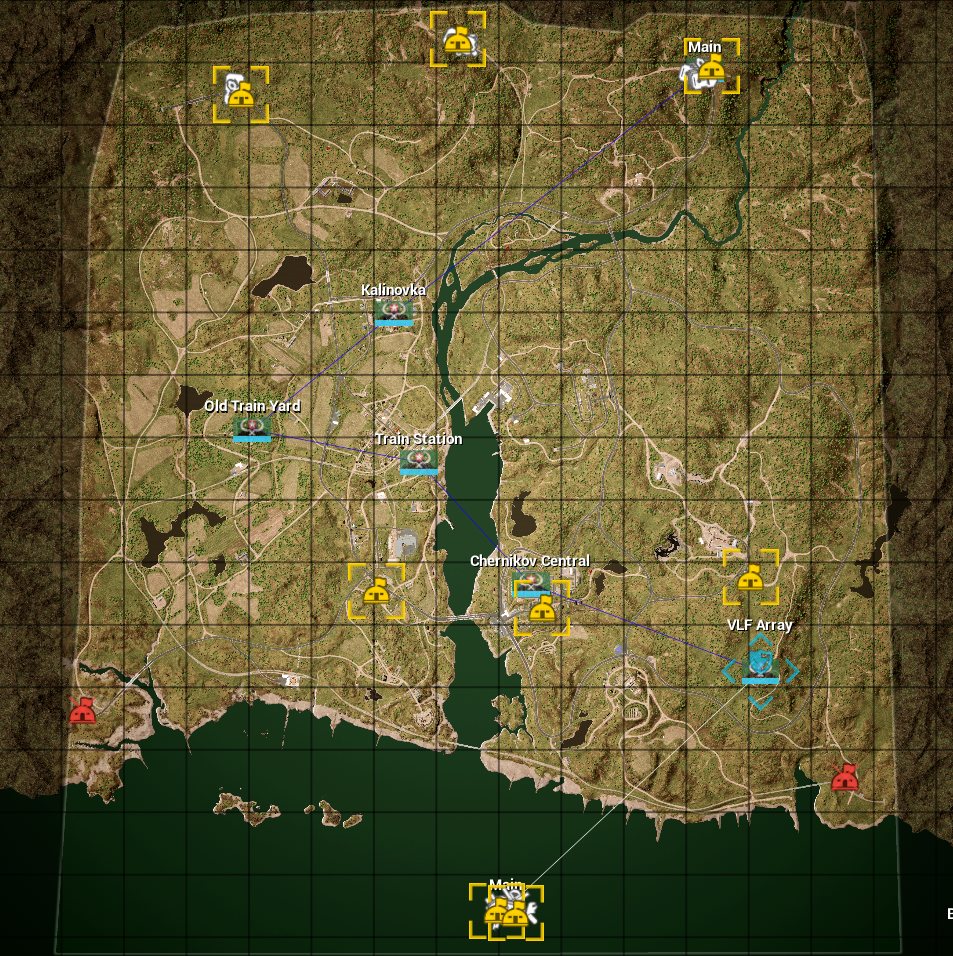 Main
Kalinovka
Old Train Yard
Train Station
Chernikov Central
VLF Array
Main